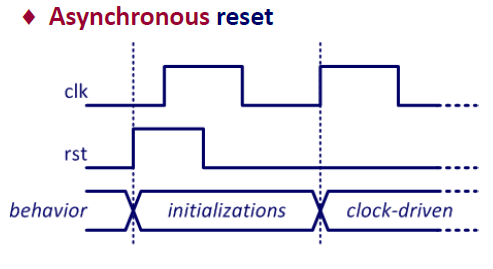 ♦ Asynchronous reset
clk
rst
behavior initializations clock-driven